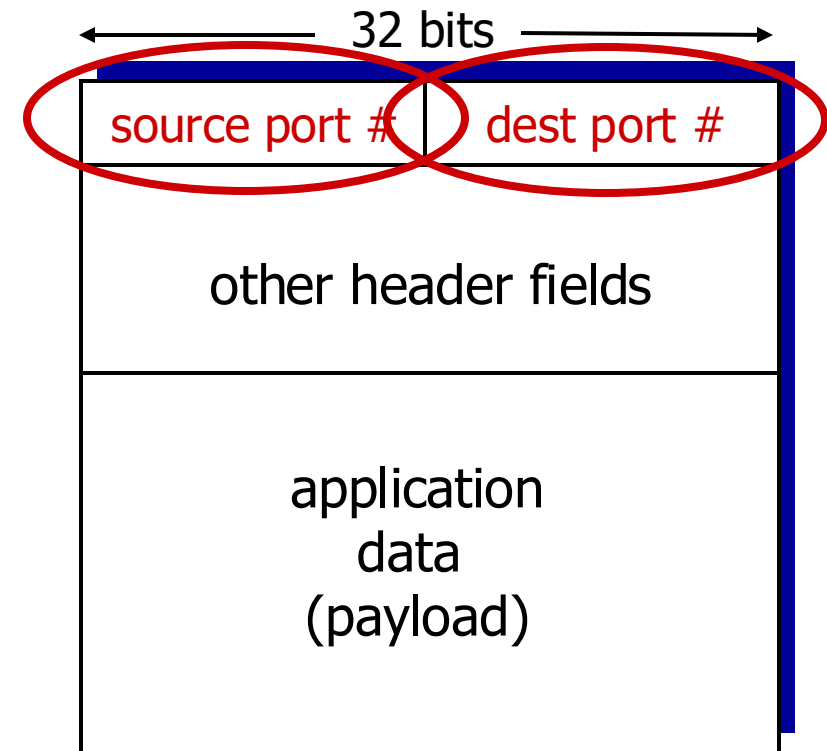 32 bits
source port # dest port #
other header fields
application
data
(payload)